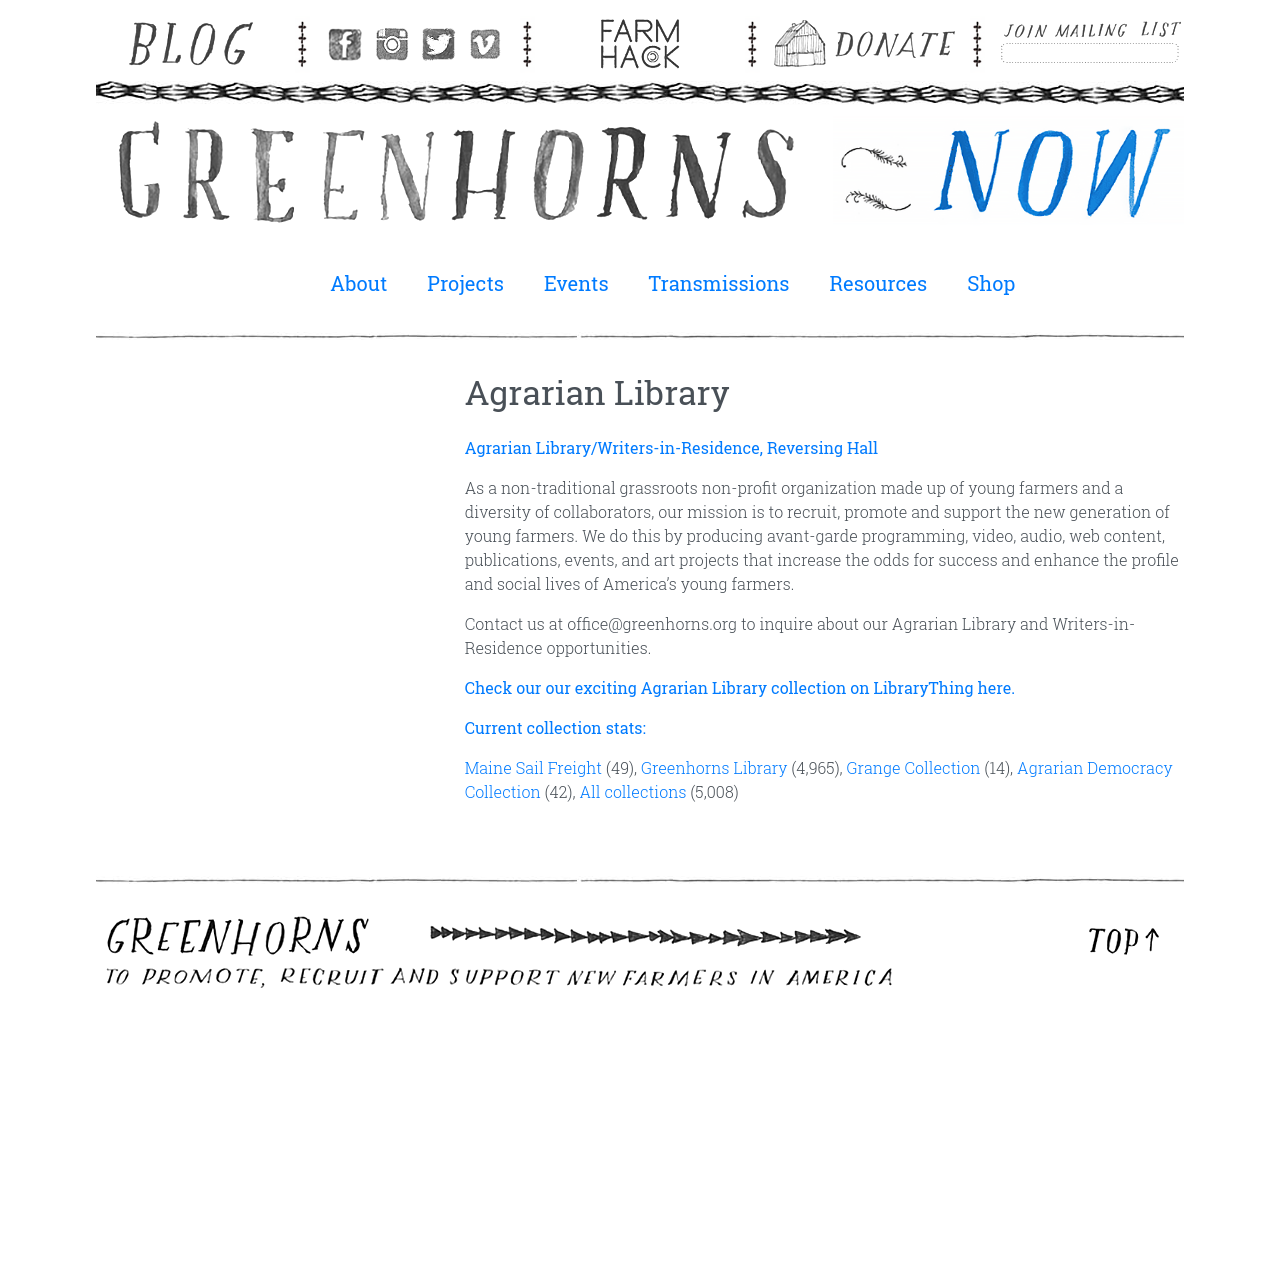 BLOG
FARM
HACK
DONATE
JOIN MAILING LIST
GREENHORNS NOW
About Projects Events Transmissions Resources Shop
Agrarian Library
Agrarian Library/Writers-in-Residence, Reversing Hall
As a non-traditional grassroots non-profit organization made up of young farmers and a
diversity of collaborators, our mission is to recruit, promote and support the new generation of
young farmers. We do this by producing avant-garde programming, video, audio, web content,
publications, events, and art projects that increase the odds for success and enhance the profile
and social lives of America’s young farmers.
Contact us at office@greenhorns.org to inquire about our Agrarian Library and Writers-in-
Residence opportunities.
Check our our exciting Agrarian Library collection on LibraryThing here.
Current collection stats:
Maine Sail Freight (49), Greenhorns Library (4,965), Grange Collection (14), Agrarian Democracy
Collection (42), All collections (5,008)
GREENHORNS
TOP↑
TO PROMOTE, RECRUIT AND SUPPORT NEW FARMERS IN AMERICA